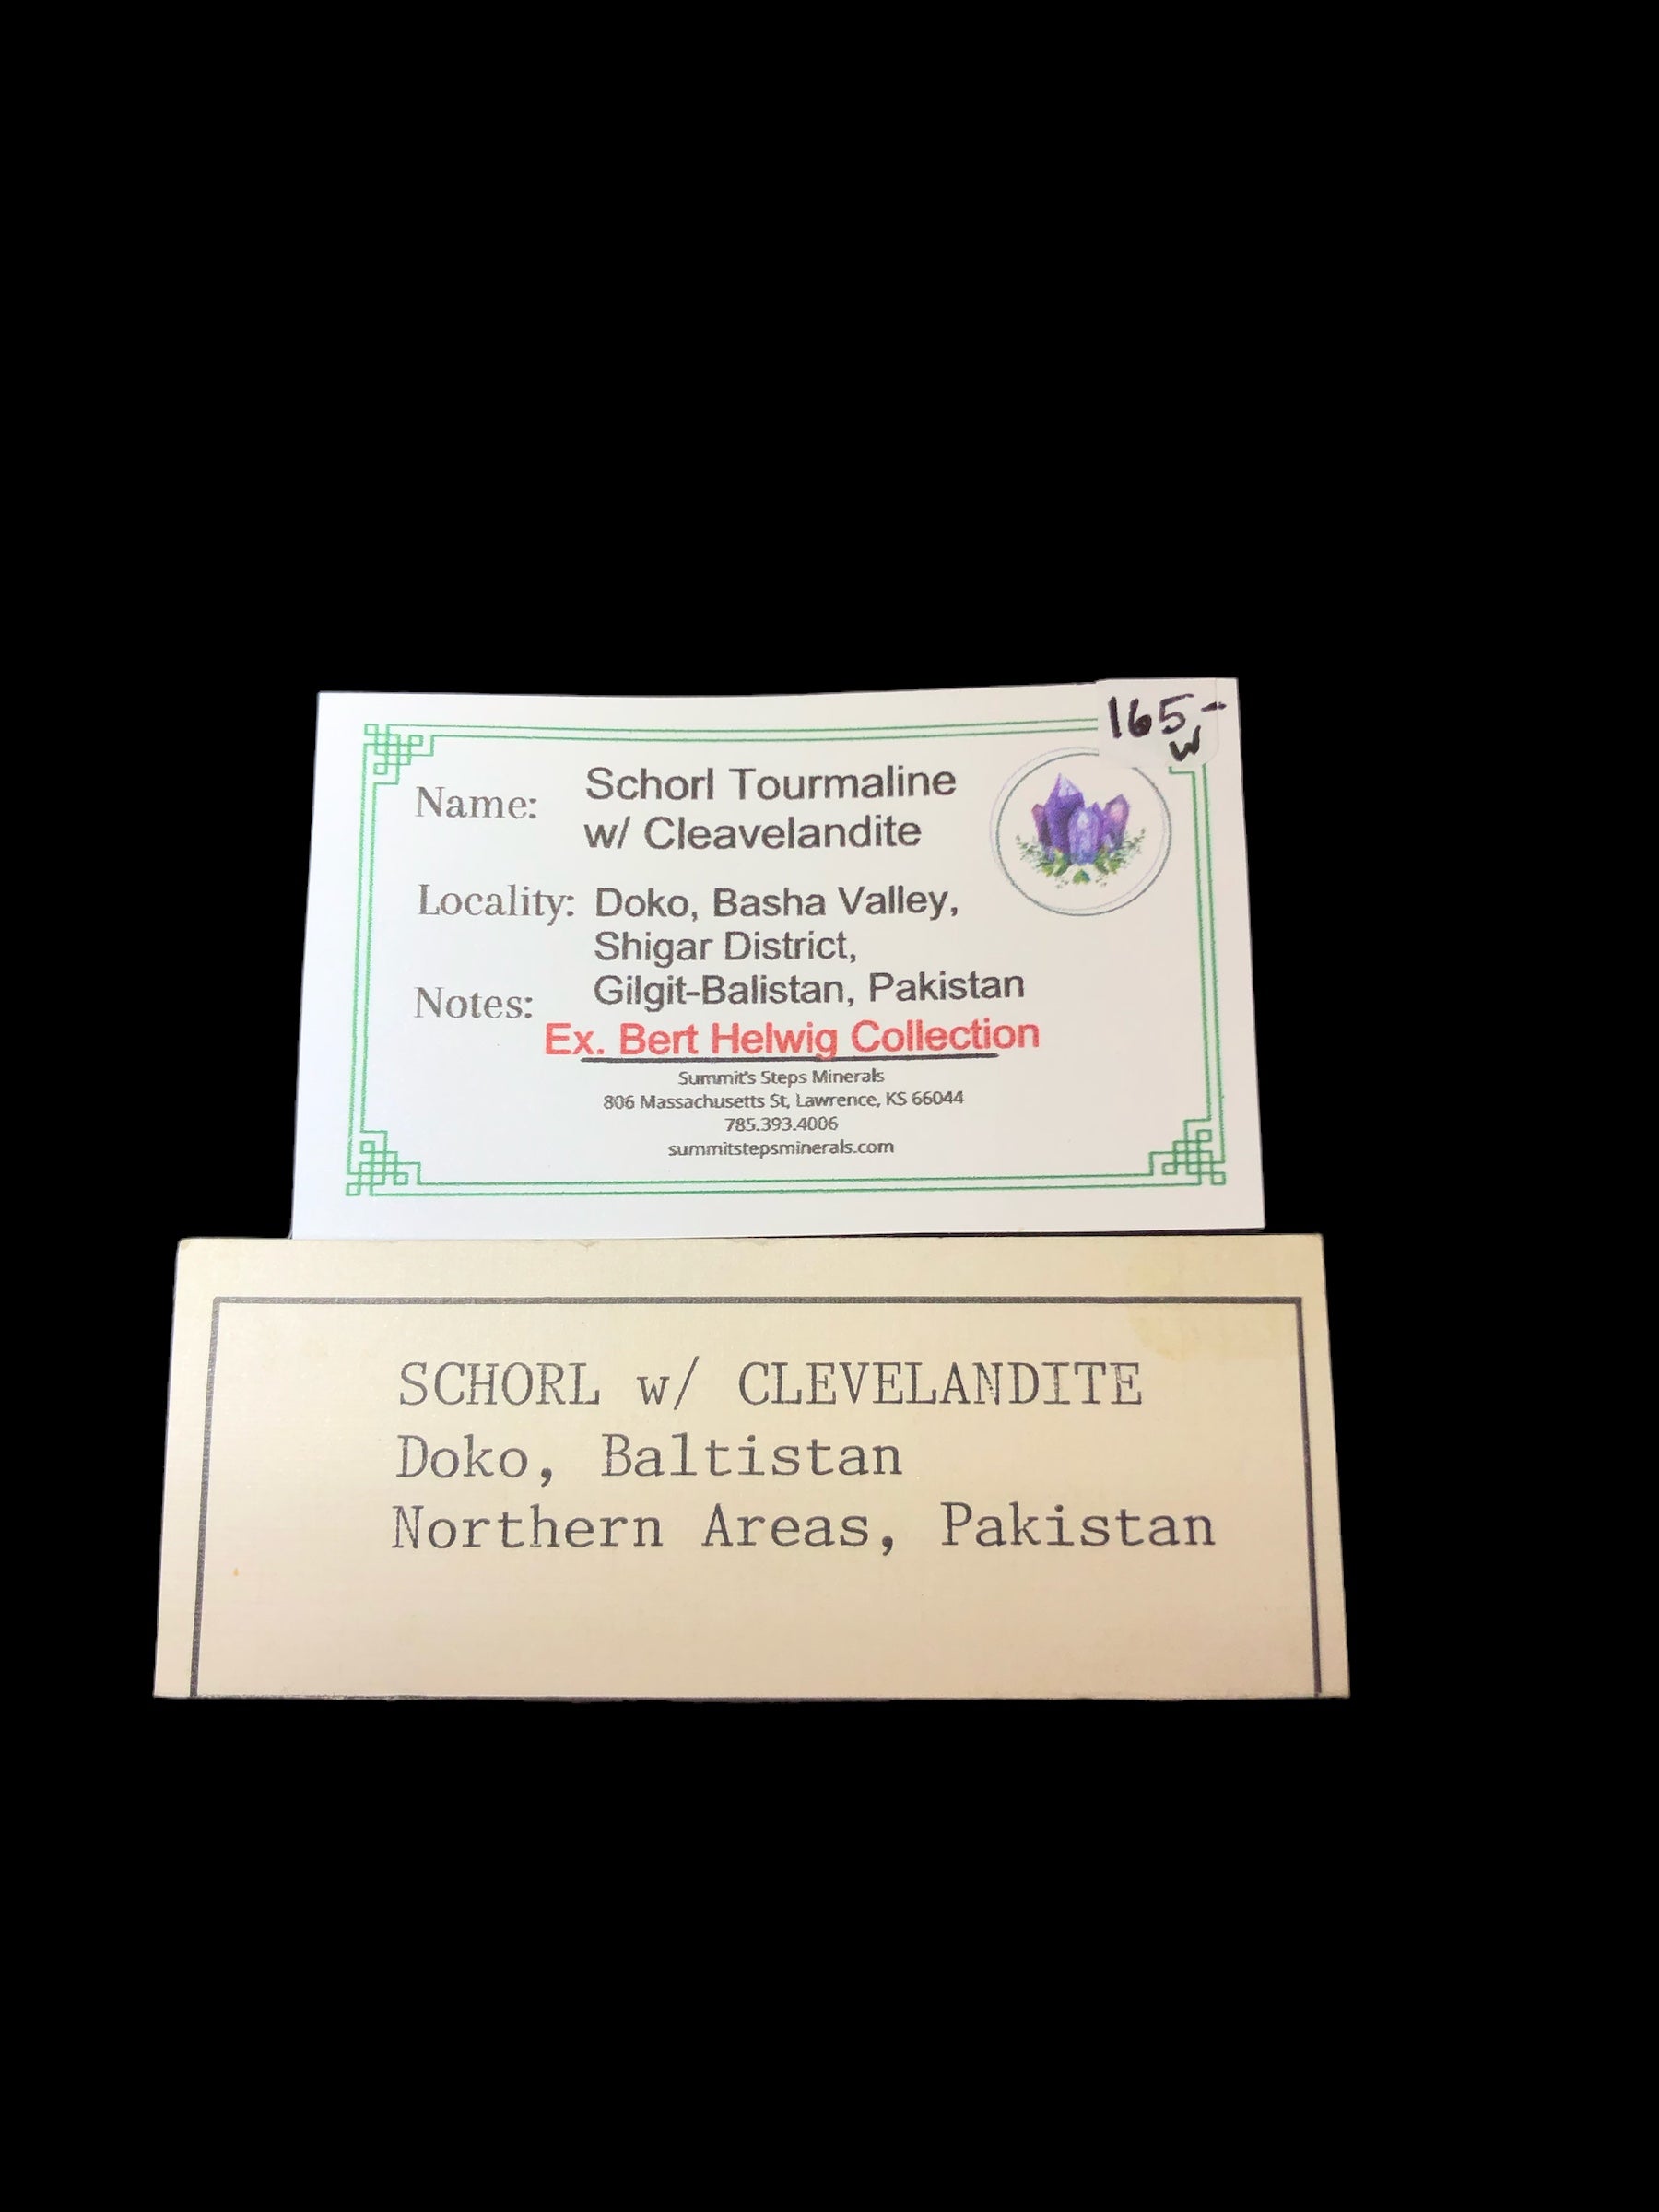 165.-
w
Name: Schorl Tourmaline
w/ Cleavelandite
Locality: Doko, Basha Valley,
Shigar District,
Gilgit-Balistan, Pakistan
Notes:
Ex. Bert Helwig Collection
Summit's Steps Minerals
806 Massachusetts St, Lawrence, KS 66044
785.393.4006
summitstepsminerals.com
SCHORL w/ CLEVELANDITE
Doko, Baltistan
Northern Areas, Pakistan